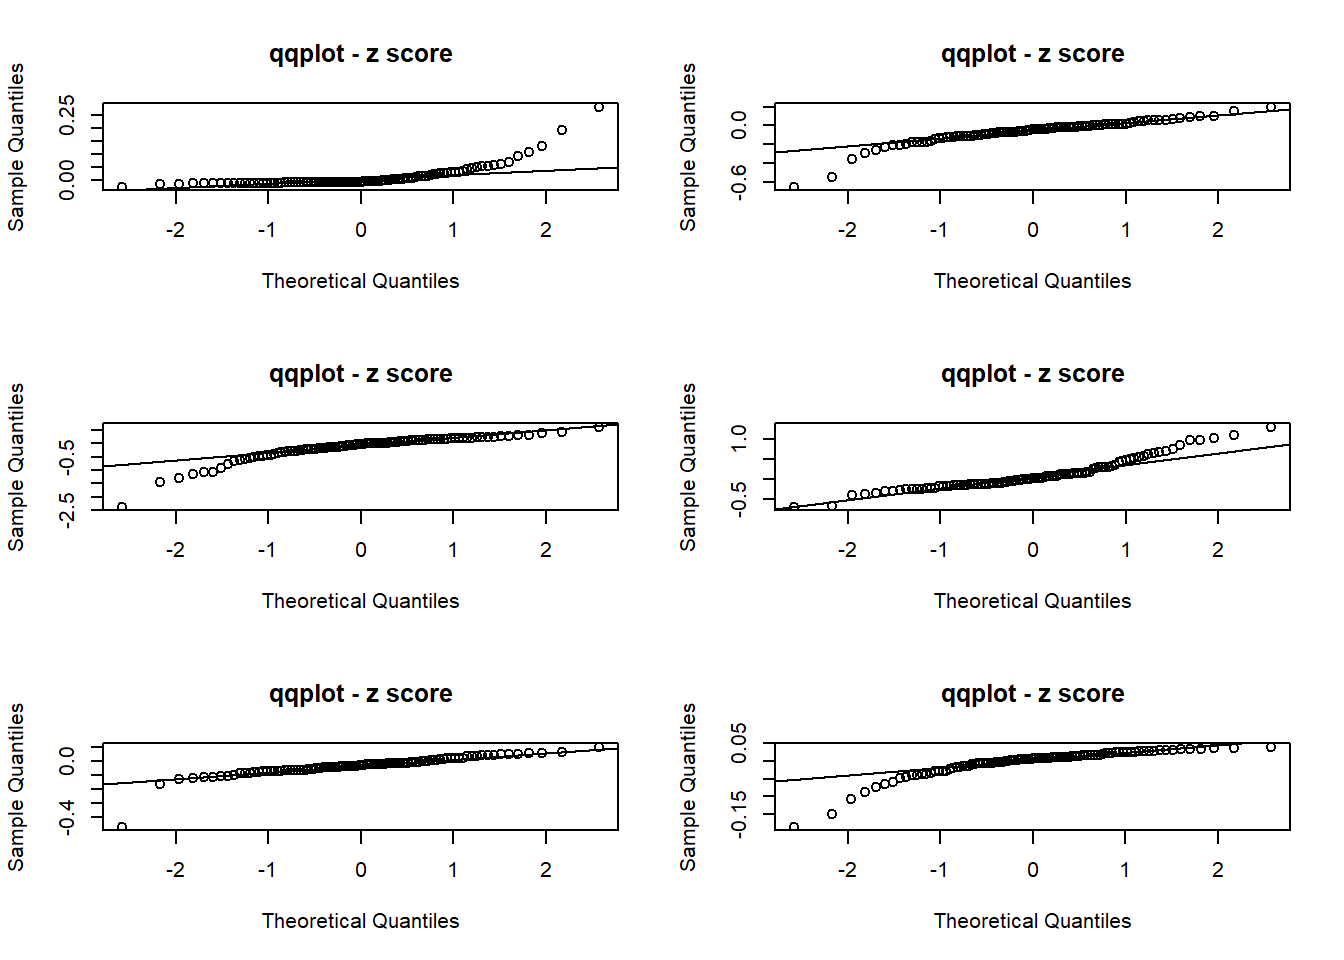 qqplot - z score
Sample Quantiles
0.25
0.00
-2 -1 0 1 2
Theoretical Quantiles
qqplot - z score
Sample Quantiles
0.0
-0.6
-2 -1 0 1 2
Theoretical Quantiles
qqplot - z score
Sample Quantiles
-0.5
-2.5
-2 -1 0 1 2
Theoretical Quantiles
qqplot - z score
Sample Quantiles
1.0
-0.5
-2 -1 0 1 2
Theoretical Quantiles
qqplot - z score
Sample Quantiles
0.0
-0.4
-2 -1 0 1 2
Theoretical Quantiles
qqplot - z score
Sample Quantiles
0.05
-0.15
-2 -1 0 1 2
Theoretical Quantiles